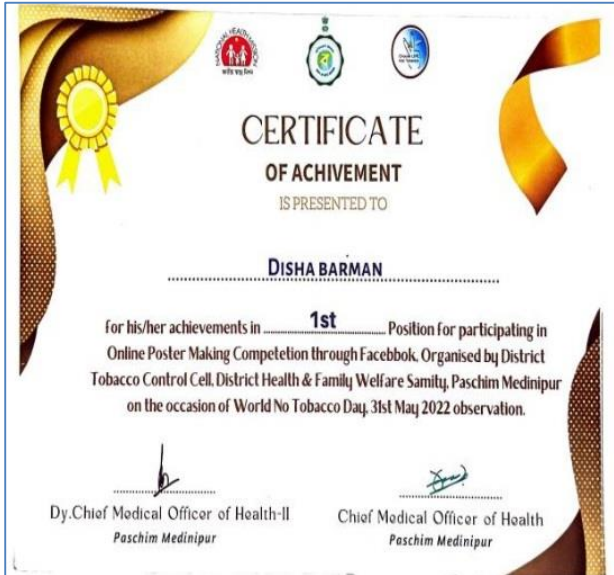 NATIONAL HEALTH MISSION
CERTIFICATE
OF ACHIVEMENT
IS PRESENTED TO
DISHA BARMAN
for his/her achievements in 1st Position for participating in
Online Poster Making Competetion through Facebbok, Organised by District
Tobacco Control Cell, District Health & Family Welfare Samity, Paschim Medinipur
on the occasion of World No Tobacco Day, 31st May 2022 observation.
Dy.Chief Medical Officer of Health-II
Paschim Medinipur
Chief Medical Officer of Health
Paschim Medinipur